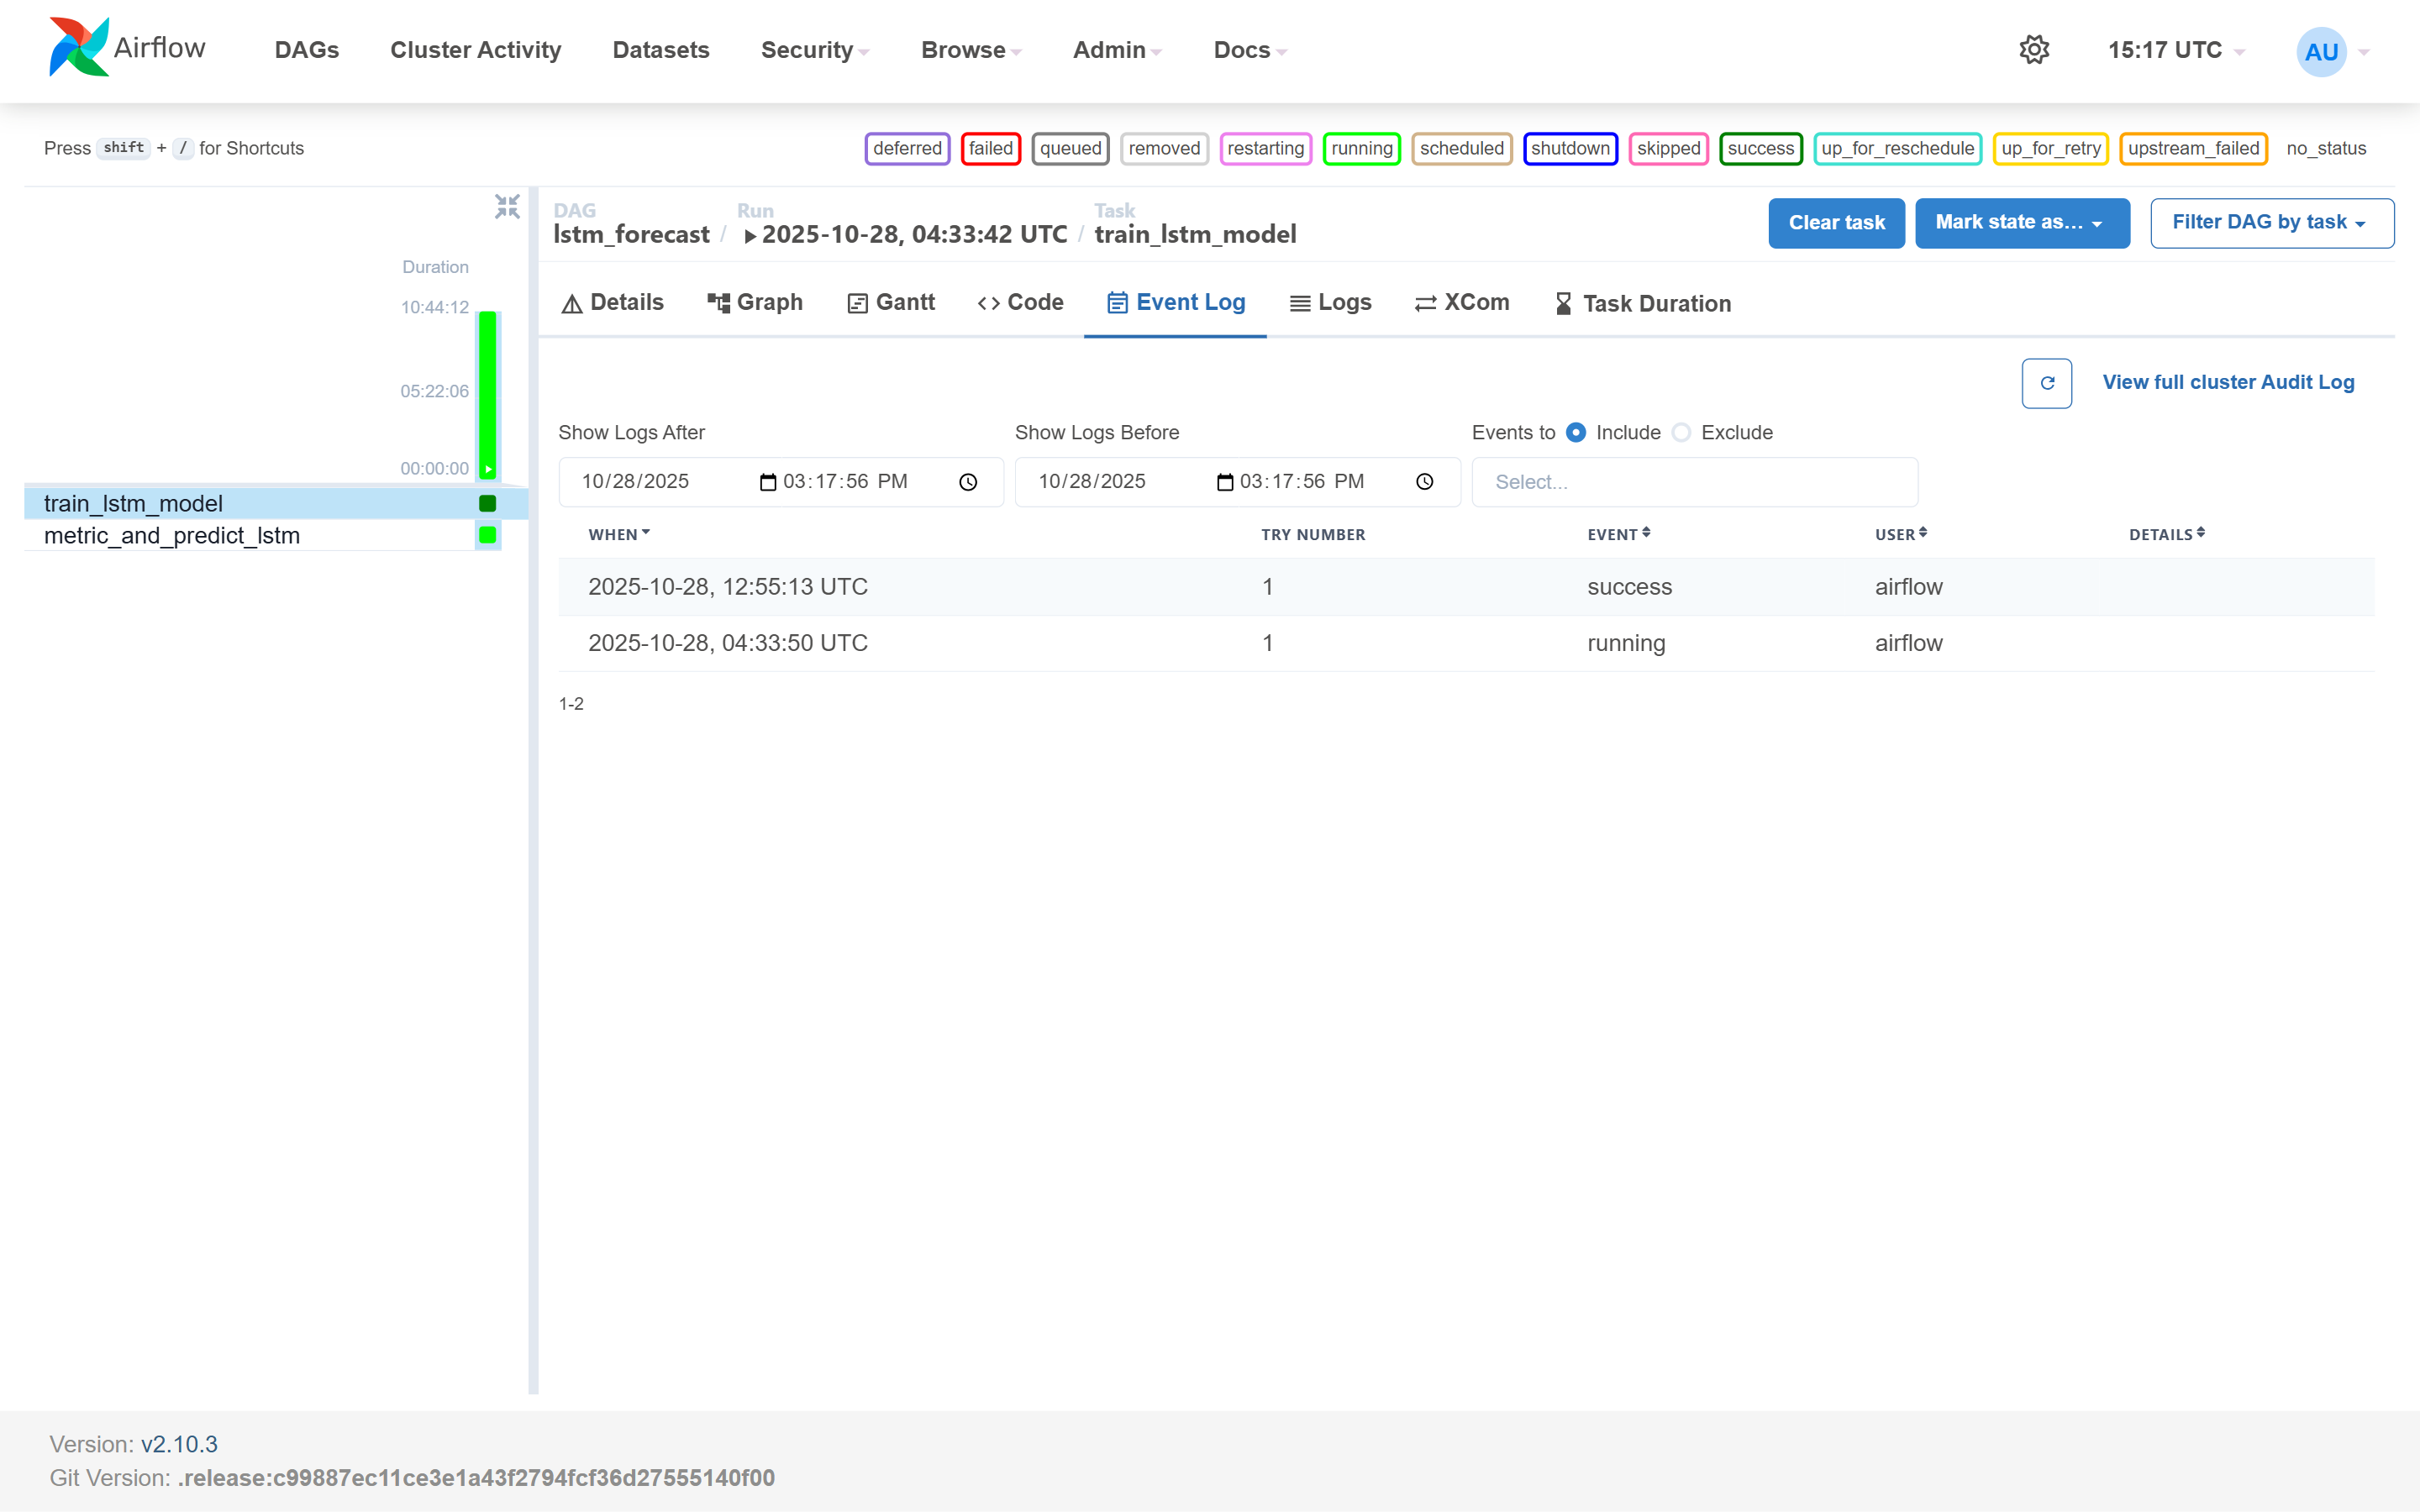 Airflow DAGs Cluster Activity Datasets Security Browse Admin Docs 15:17 UTC AU
Press shift + / for Shortcuts deferred failed queued removed restarting running scheduled shutdown skipped success up_for_reschedule up_for_retry upstream_failed no_status
DAG Run Task
lstm_forecast / 2025-10-28, 04:33:42 UTC / train_lstm_model
Clear task Mark state as... Filter DAG by task
Duration
10:44:12
05:22:06
00:00:00
train_lstm_model
metric_and_predict_lstm
Details Graph Gantt Code Event Log Logs XCom Task Duration
View full cluster Audit Log
Show Logs After Show Logs Before Events to Include Exclude
10/28/2025 03:17:56 PM 10/28/2025 03:17:56 PM Select...
WHEN TRY NUMBER EVENT USER DETAILS
2025-10-28, 12:55:13 UTC 1 success airflow
2025-10-28, 04:33:50 UTC 1 running airflow
1-2
Version: v2.10.3
Git Version: .release:c99887ec11ce3e1a43f2794fcf36d27555140f00